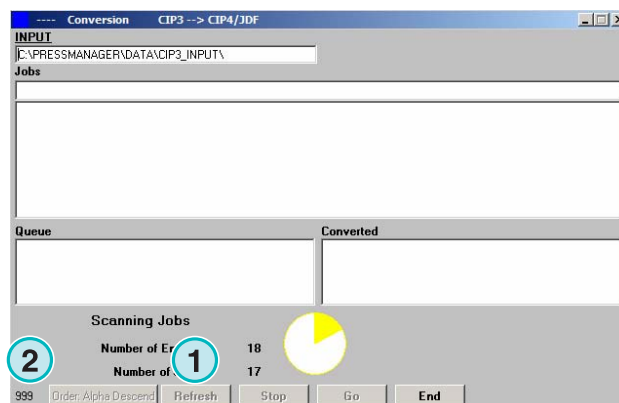 ---- Conversion CIP3 --> CIP4/JDF
INPUT
C:\PRESSMANAGER\DATA\CIP3_INPUT\
Jobs
Queue Converted
Scanning Jobs
Number of 18
Number of 17
2 1
999 Order: Alpha Descend Refresh Stop Go End